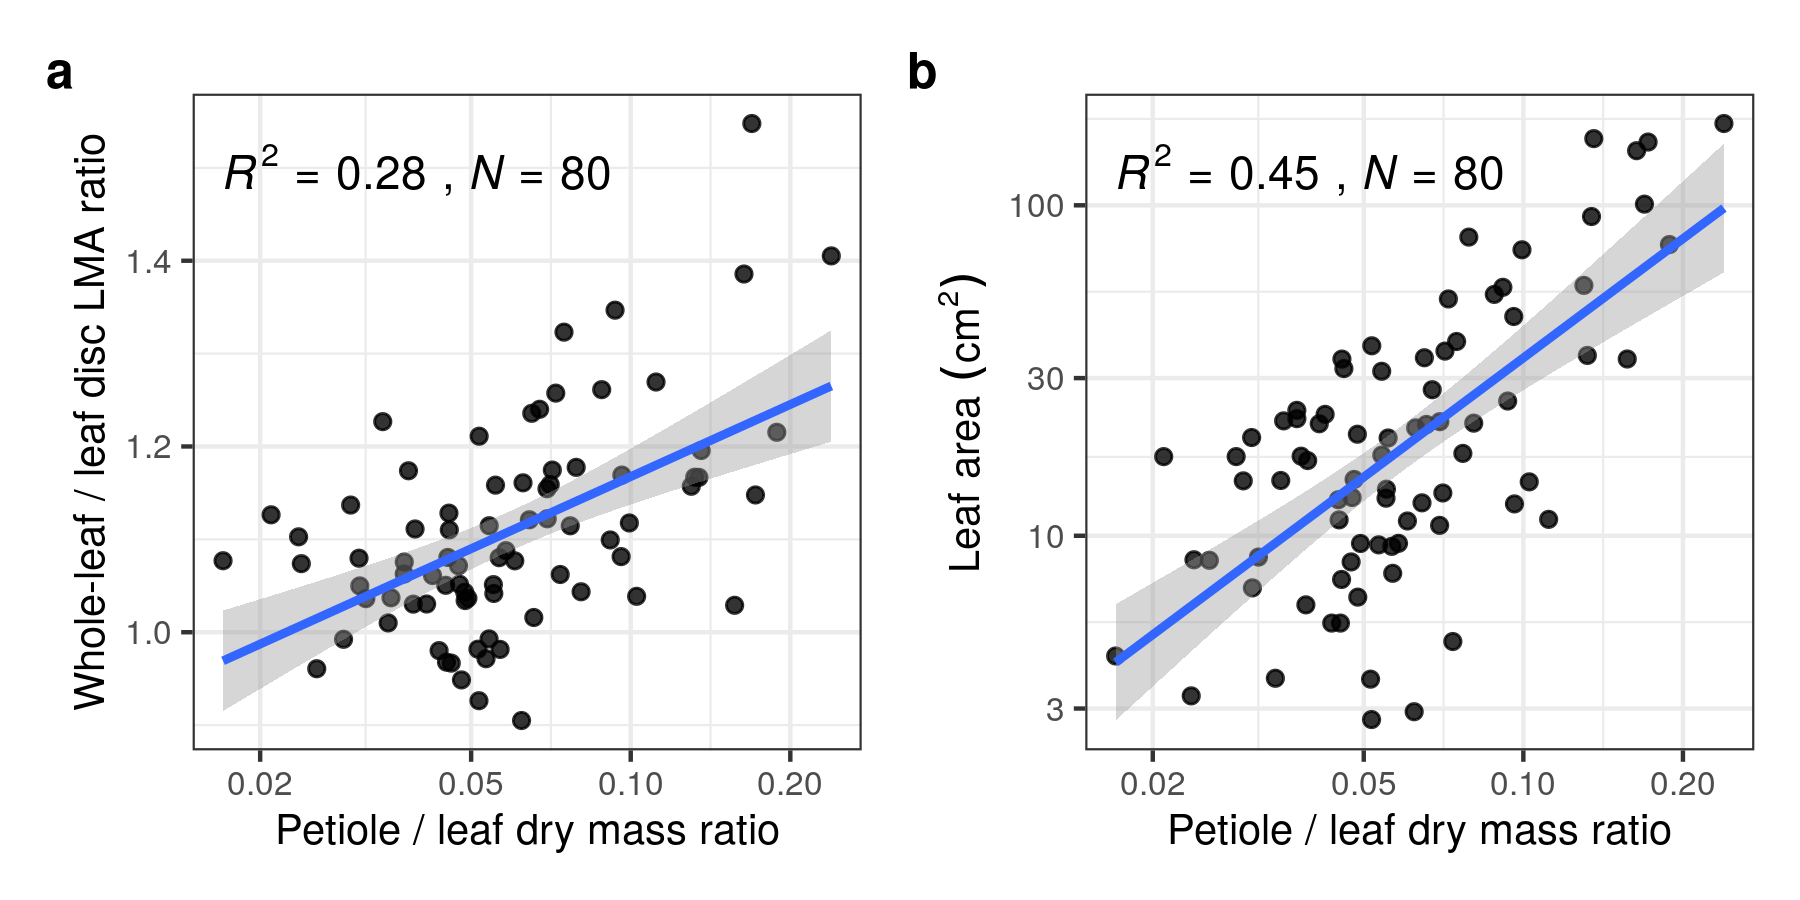 a
R² = 0.28 , N = 80
Whole-leaf / leaf disc LMA ratio
1.4
1.2
1.0
0.02 0.05 0.10 0.20
Petiole / leaf dry mass ratio
b
R² = 0.45 , N = 80
Leaf area (cm²)
100
30
10
3
0.02 0.05 0.10 0.20
Petiole / leaf dry mass ratio